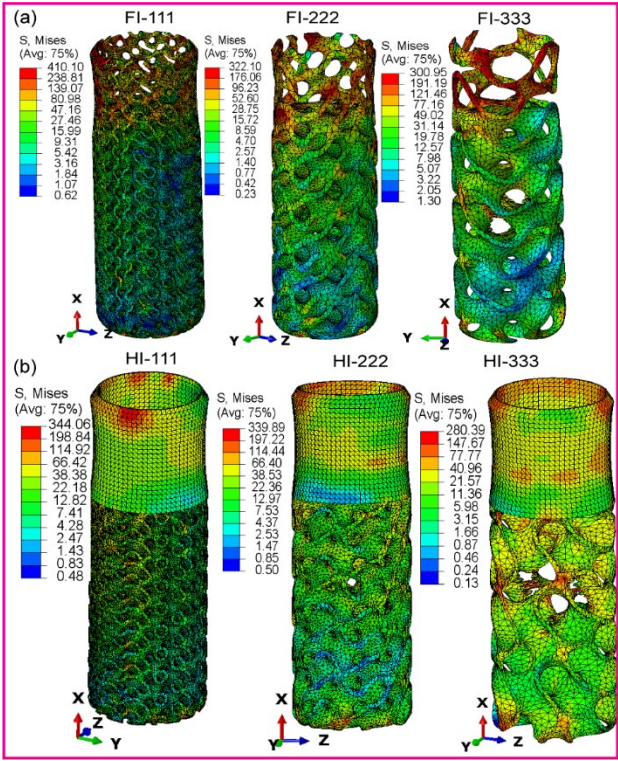 (a)
FI-111
FI-222
FI-333
S, Mises
(Avg: 75%)
410.10
238.81
139.07
80.98
47.16
27.46
15.99
9.31
5.42
3.16
1.84
1.07
0.62
S, Mises
(Avg: 75%)
322.10
176.06
96.23
52.60
28.75
15.72
8.59
4.70
2.57
1.40
0.77
0.42
0.23
S, Mises
(Avg: 75%)
300.95
191.19
121.46
77.16
49.02
31.14
19.78
12.57
7.98
5.07
3.22
2.05
1.30
X
Y
Z
X
Y
Z
X
Y
Z
(b)
HI-111
HI-222
HI-333
S, Mises
(Avg: 75%)
344.06
198.84
114.92
66.42
38.38
22.18
12.82
7.41
4.28
2.47
1.43
0.83
0.48
S, Mises
(Avg: 75%)
339.89
197.22
114.44
66.40
38.53
22.36
12.97
7.53
4.37
2.53
1.47
0.85
0.50
S, Mises
(Avg: 75%)
280.39
147.67
77.77
40.96
21.57
11.36
5.98
3.15
1.66
0.87
0.46
0.24
0.13
X
Z
Y
X
Y
Z
X
Y
Z